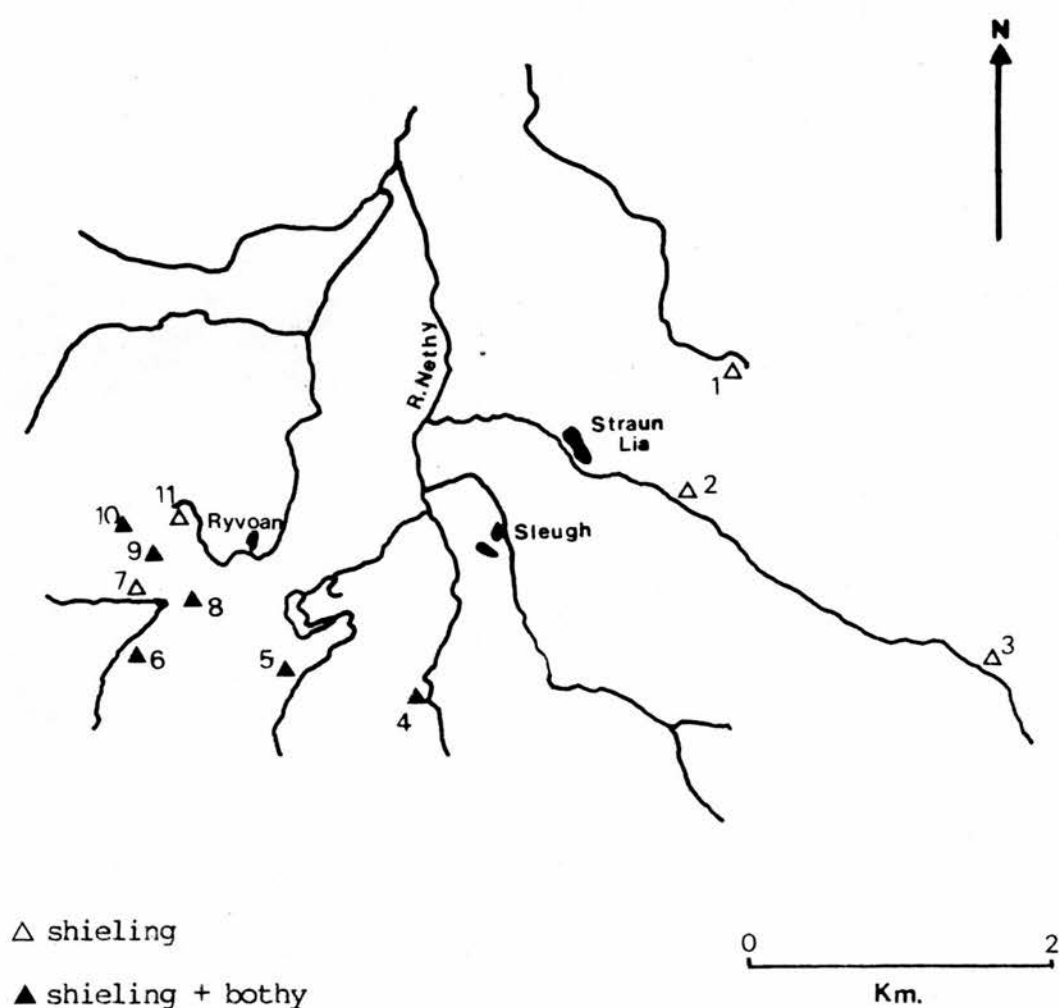 N
R. Nethy
1
Straun
Lia
2
11
10
Ryvoan
Sleugh
9
7
8
3
6
5
4
shieling
0 2
shieling + bothy
Km.